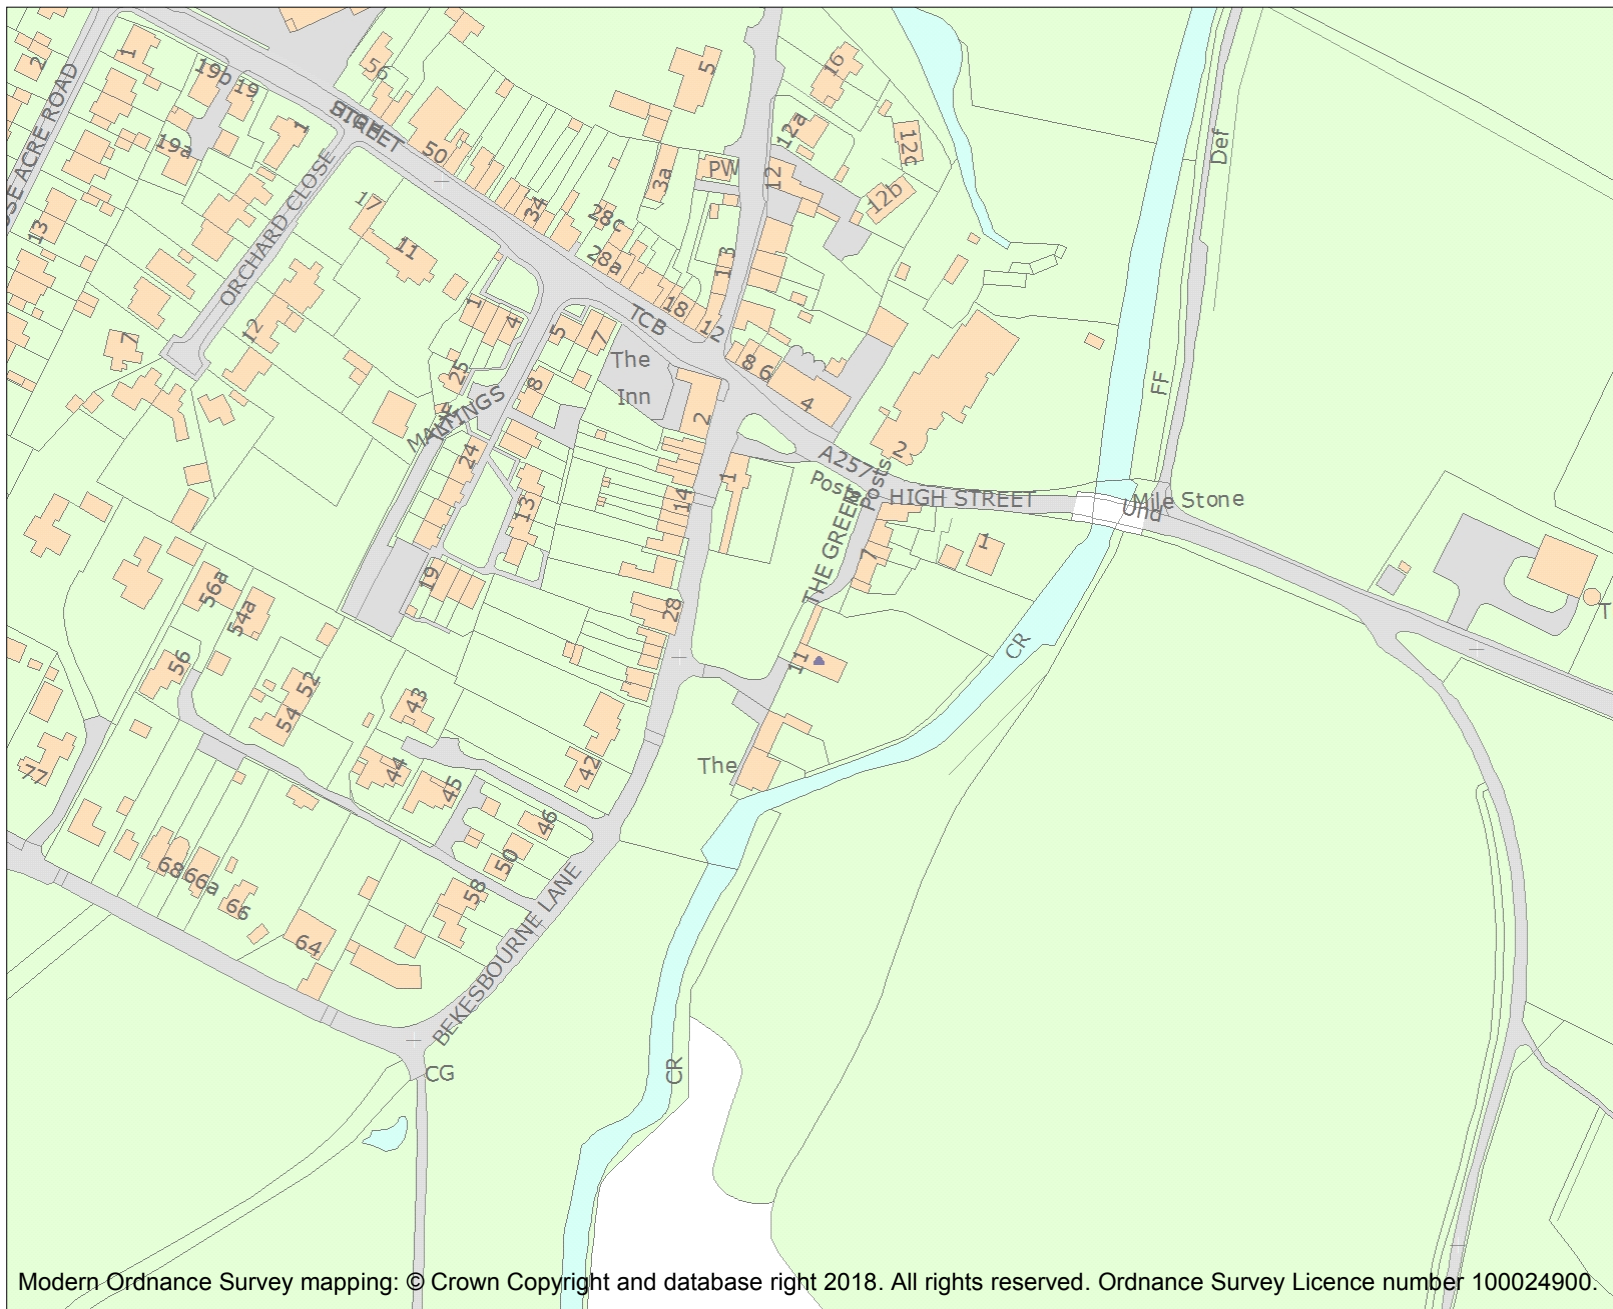 2
1
19b
19
19a
1
56
HIGH
STREET
50
5
16
12a
12c
12b
12
PW
3a
Def
OSE ACRE ROAD
13
ORCHARD CLOSE
17
11
34
28c
28a
1 3
18
12
TCB
7
12
1
4
5
7
25
8
The
Inn
2
8
6
4
MALTINGS
24
13
14
1
A257
Posts
Posts
2
HIGH STREET
FF
Mile Stone
Und
THE GREEN
7
1
19
28
56a
54a
56
52
54
43
44
45
42
46
50
58
11
The
CR
T
77
68
66a
66
64
BEKESBOURNE LANE
CG
CR
Modern Ordnance Survey mapping: © Crown Copyright and database right 2018. All rights reserved. Ordnance Survey Licence number 100024900.